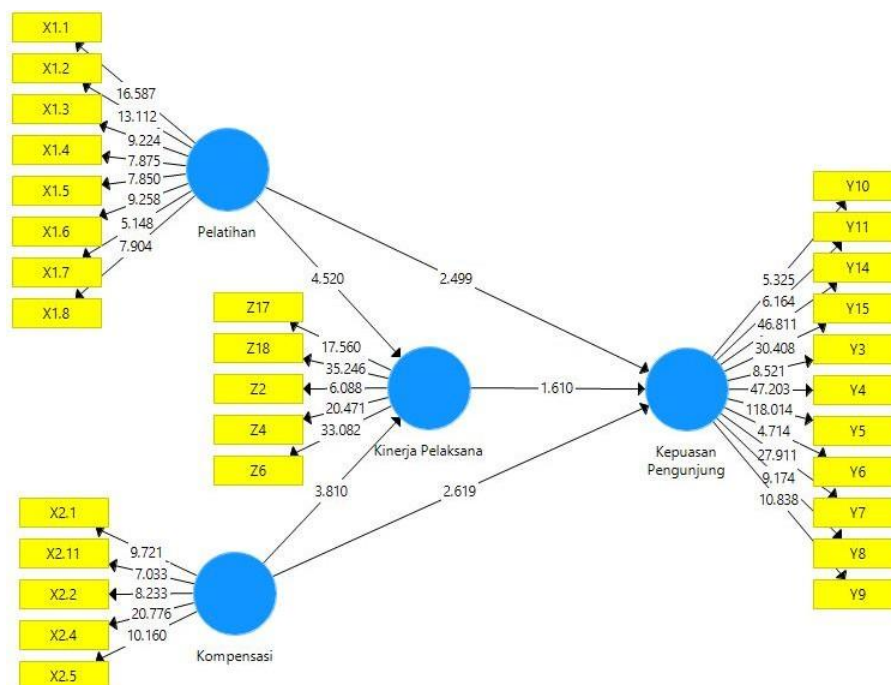 X1.1
X1.2
X1.3
X1.4
X1.5
X1.6
X1.7
X1.8
16.587
13.112
9.224
7.875
7.850
9.258
5.148
7.904
Pelatihan
4.520
2.499
Z17
Z18
Z2
Z4
Z6
17.560
35.246
6.088
20.471
33.082
Kinerja Pelaksana
1.610
3.810
2.619
X2.1
X2.11
X2.2
X2.4
X2.5
9.721
7.033
8.233
20.776
10.160
Kompensasi
Kepuasan
Pengunjung
5.325
6.164
46.811
30.408
8.521
47.203
118.014
4.714
27.911
9.174
10.838
Y10
Y11
Y14
Y15
Y3
Y4
Y5
Y6
Y7
Y8
Y9